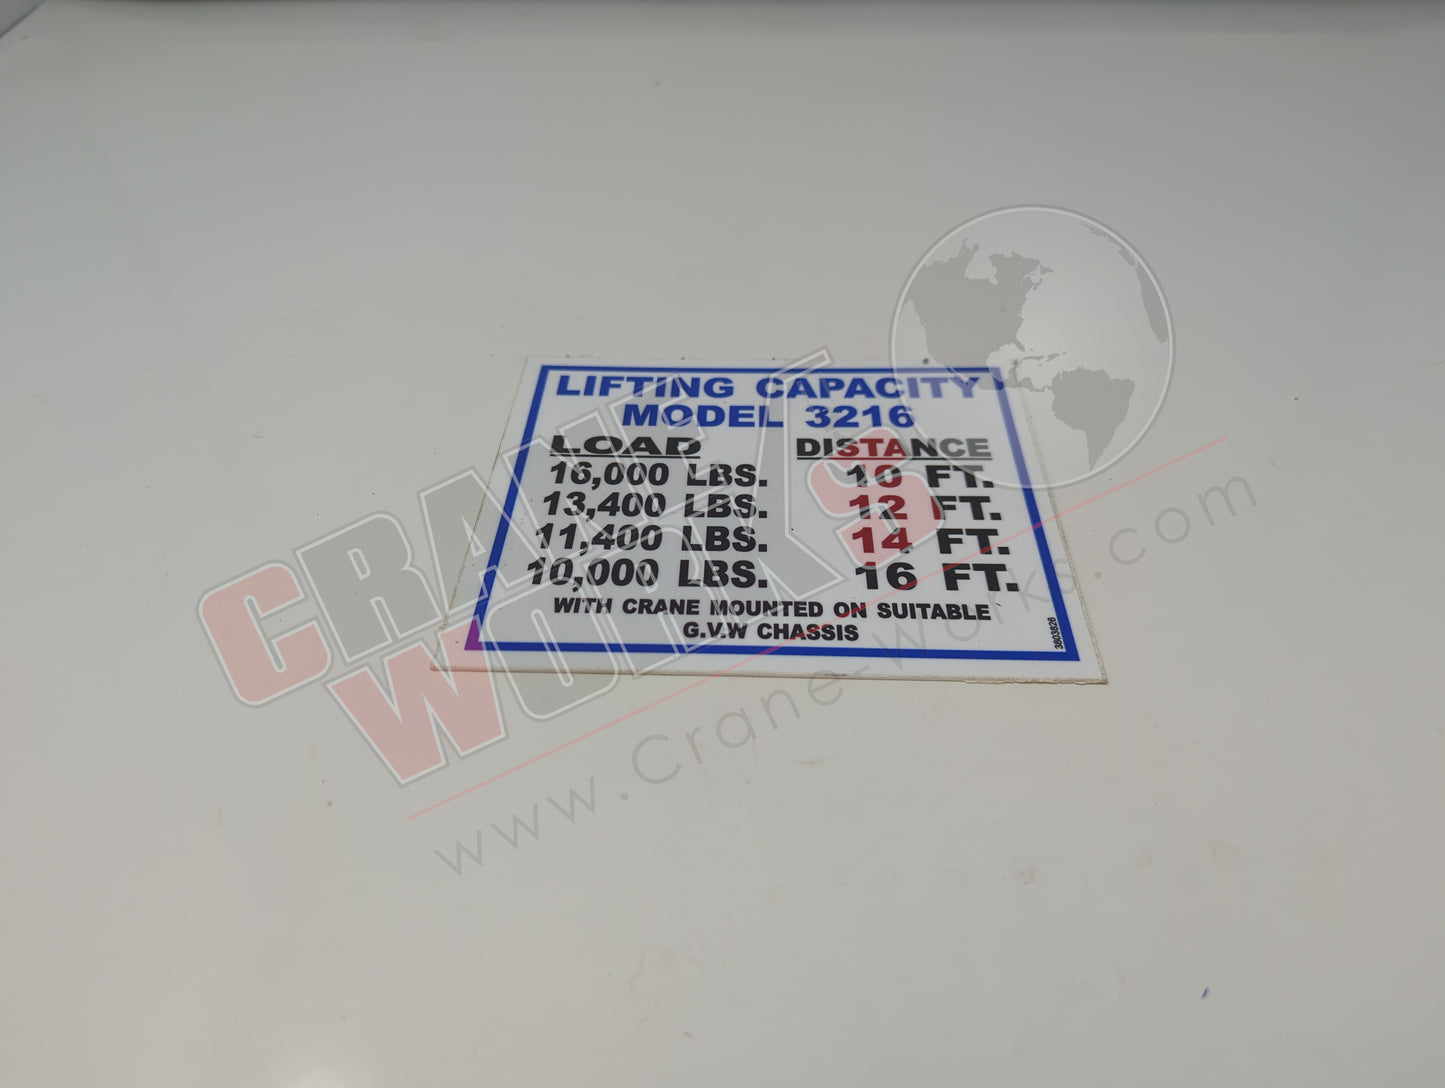 LIFTING CAPACITY
MODEL 3216
LOAD DISTANCE
16,000 LBS. 10 FT.
13,400 LBS. 12 FT.
11,400 LBS. 14 FT.
10,000 LBS. 16 FT.
WITH CRANE MOUNTED ON SUITABLE
G.V.W CHASSIS
3803826
CRANE
WORKS
www.Crane-Works.com